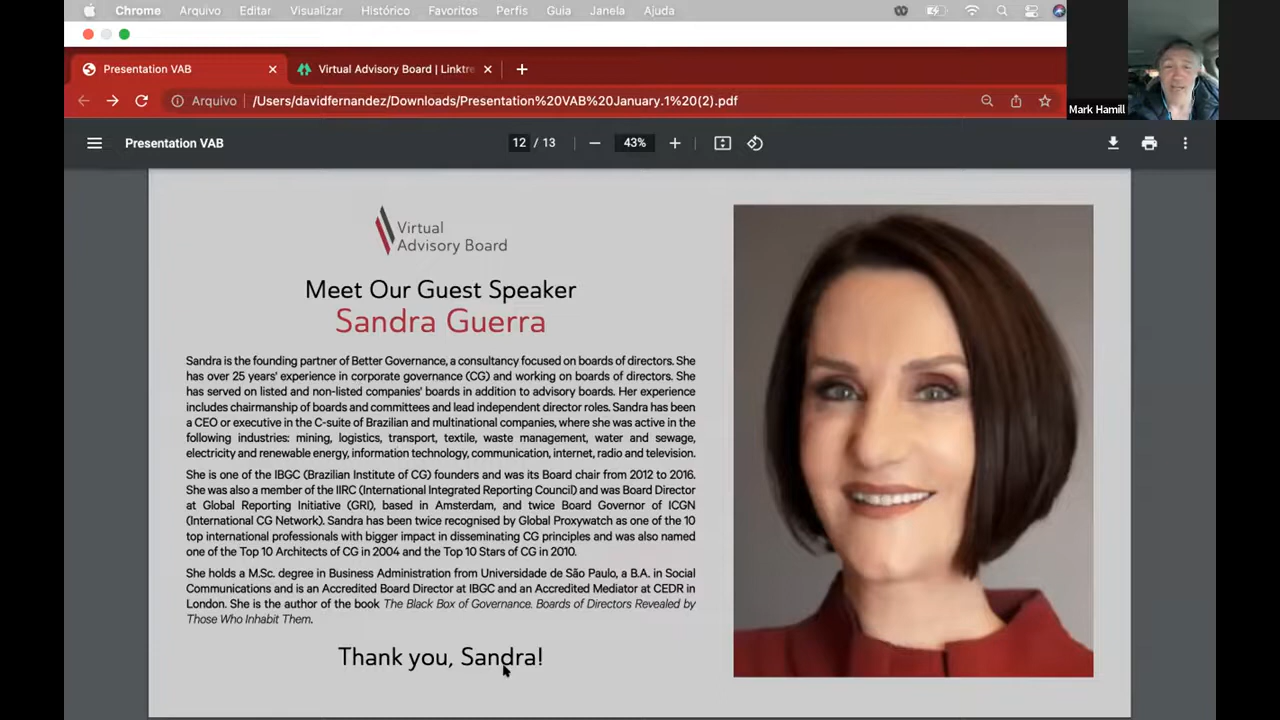 Chrome Arquivo Editar Visualizar Histórico Favoritos Perfis Guia Janela Ajuda
Presentation VAB
Virtual Advisory Board | Linktre
Arquivo /Users/davidfernandez/Downloads/Presentation%20VAB%20January.1%20(2).pdf
Mark Hamill
Presentation VAB
12 / 13
43%
Virtual
Advisory Board
Meet Our Guest Speaker
Sandra Guerra
Sandra is the founding partner of Better Governance, a consultancy focused on boards of directors. She
has over 25 years' experience in corporate governance (CG) and working on boards of directors. She
has served on listed and non-listed companies' boards in addition to advisory boards. Her experience
includes chairmanship of boards and committees and lead independent director roles. Sandra has been
a CEO or executive in the C-suite of Brazilian and multinational companies, where she was active in the
following industries: mining, logistics, transport, textile, waste management, water and sewage,
electricity and renewable energy, information technology, communication, internet, radio and television.
She is one of the IBGC (Brazilian Institute of CG) founders and was its Board chair from 2012 to 2016.
She was also a member of the IIRC (International Integrated Reporting Council) and was Board Director
at Global Reporting Initiative (GRI), based in Amsterdam, and twice Board Governor of ICGN
(International CG Network). Sandra has been twice recognised by Global Proxywatch as one of the 10
top international professionals with bigger impact in disseminating CG principles and was also named
one of the Top 10 Architects of CG in 2004 and the Top 10 Stars of CG in 2010.
She holds a M.Sc. degree in Business Administration from Universidade de São Paulo, a B.A. in Social
Communications and is an Accredited Board Director at IBGC and an Accredited Mediator at CEDR in
London. She is the author of the book The Black Box of Governance. Boards of Directors Revealed by
Those Who Inhabit Them.
Thank you, Sandra!